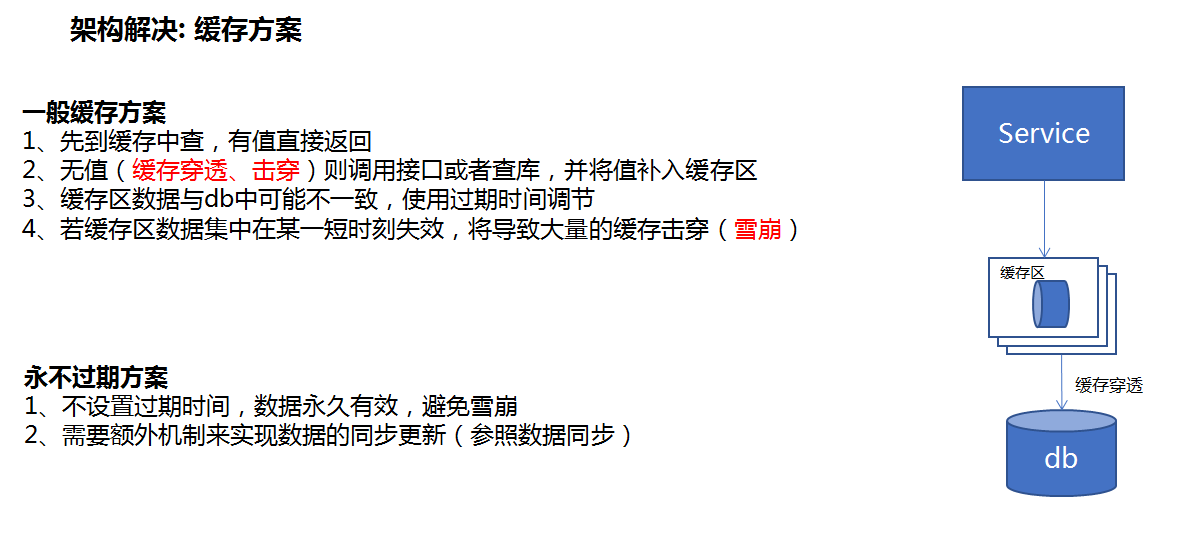 架构解决: 缓存方案
一般缓存方案
1、先到缓存中查，有值直接返回
2、无值（缓存穿透、击穿）则调用接口或者查库，并将值补入缓存区
3、缓存区数据与db中可能不一致，使用过期时间调节
4、若缓存区数据集中在某一短时刻失效，将导致大量的缓存击穿（雪崩）
永不过期方案
1、不设置过期时间，数据永久有效，避免雪崩
2、需要额外机制来实现数据的同步更新（参照数据同步）
Service
缓存区
缓存穿透
db